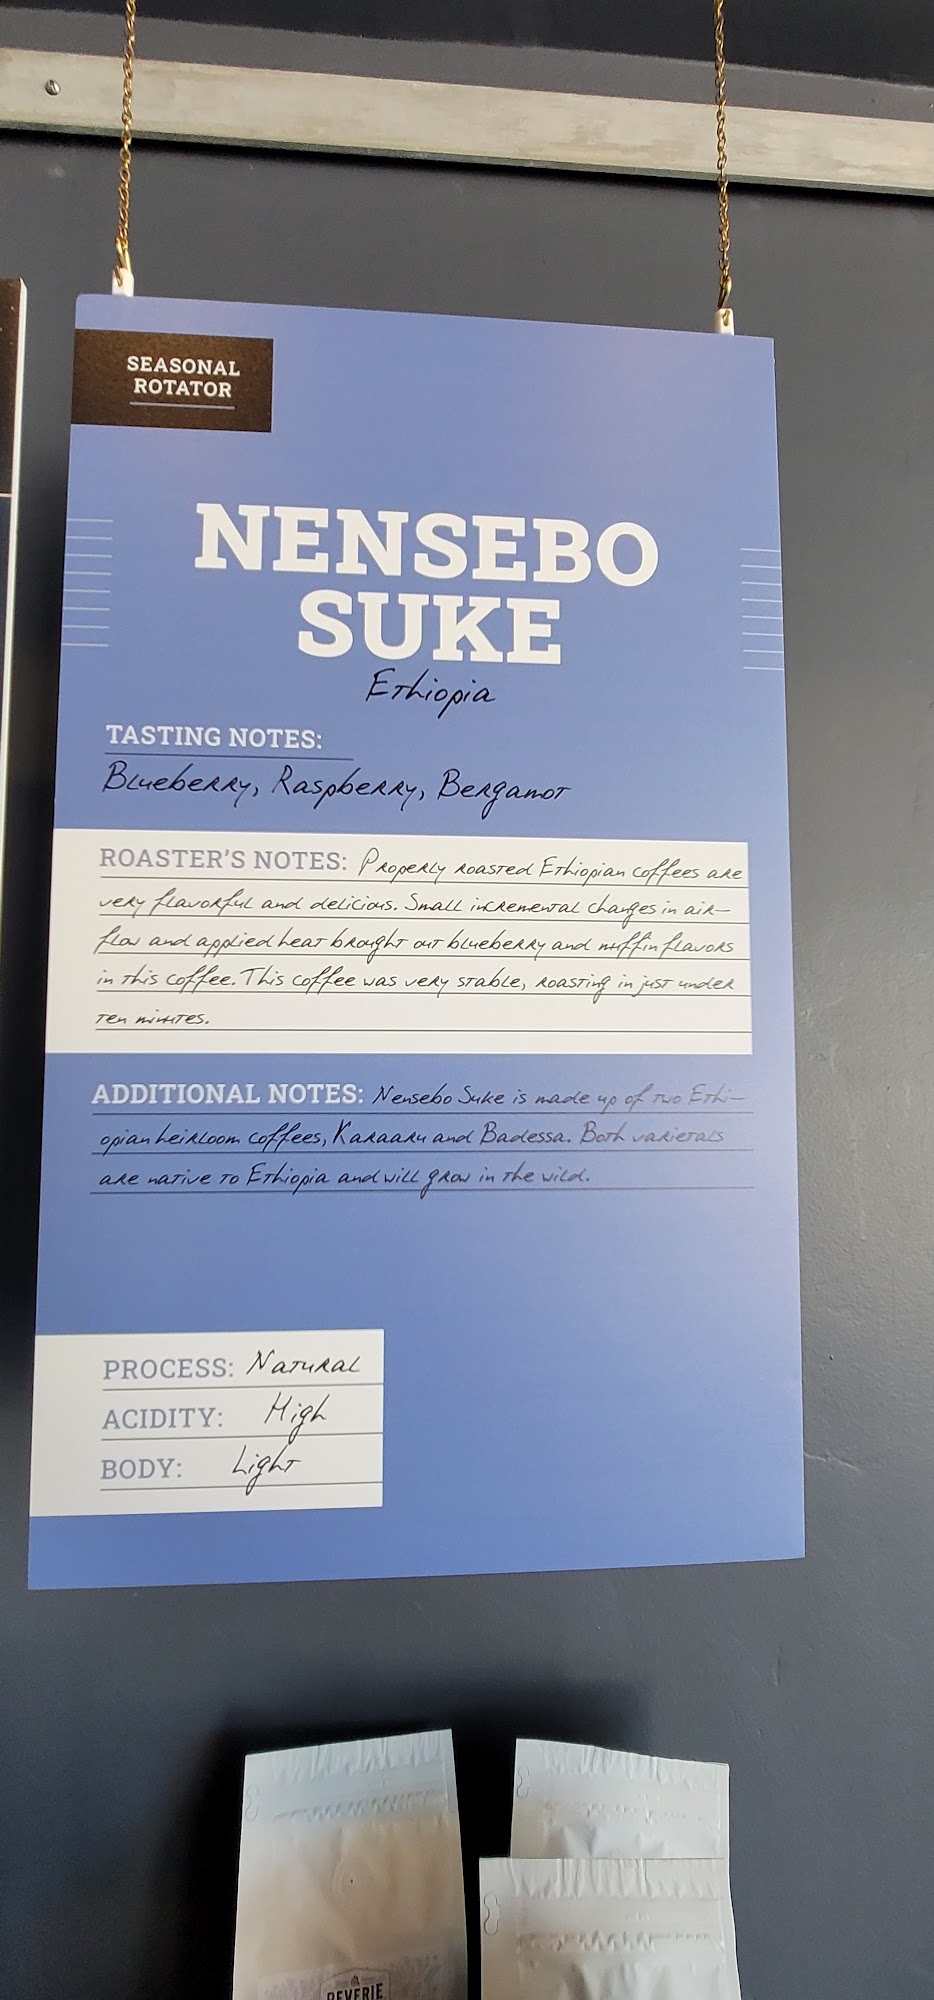 SEASONAL
ROTATOR
NENSEBO
SUKE
Ethiopia
TASTING NOTES:
Blueberry, Raspberry, Bergamot
ROASTER'S NOTES: Properly roasted Ethiopian coffees are
very flavorful and delicious. Small incremental changes in air-
flow and applied heat brought out blueberry and muffin flavors
in this coffee. This coffee was very stable, roasting in just under
ten minutes.
ADDITIONAL NOTES: Nensebo Suke is made up of two Ethi-
opian heirloom coffees, Karaaru and Badessa. Both varietals
are native to Ethiopia and will grow in the wild.
PROCESS: Natural
ACIDITY: High
BODY: Light
REVERIE